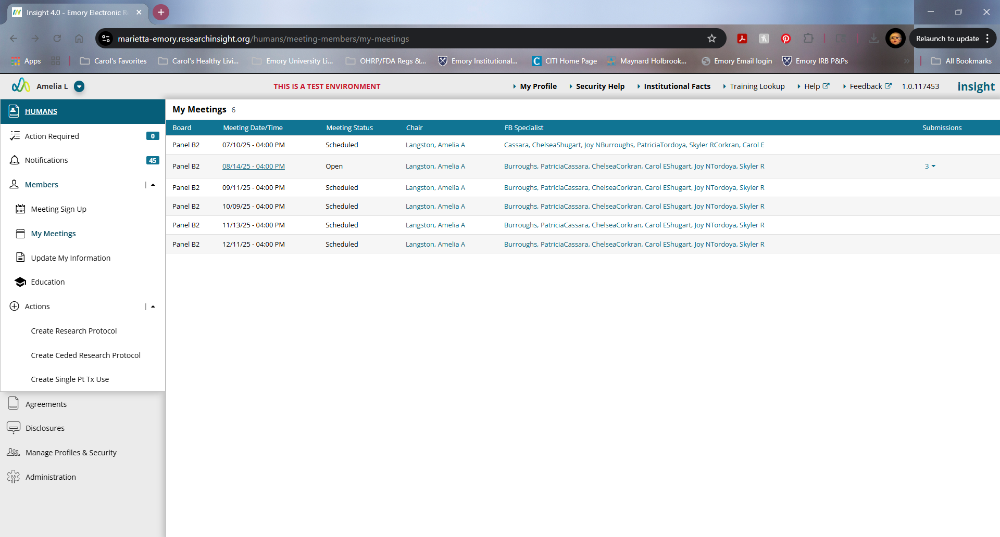 Insight 4.0 - Emory Electronic R
marietta-emory.researchinsight.org/humans/meeting-members/my-meetings
Relaunch to update
Apps
Carol's Favorites
Carol's Healthy Livi...
Emory University Li...
OHRP/FDA Regs &...
Emory Institutional...
CITI Home Page
Maynard Holbrook...
Emory Email login
Emory IRB P&Ps
»
All Bookmarks
Amelia L
THIS IS A TEST ENVIRONMENT
My Profile
Security Help
Institutional Facts
Training Lookup
Help
Feedback
1.0.117453
insight
HUMANS
Action Required 0
Notifications 45
Members
Meeting Sign Up
My Meetings
Update My Information
Education
Actions
Create Research Protocol
Create Ceded Research Protocol
Create Single Pt Tx Use
Agreements
Disclosures
Manage Profiles & Security
Administration
My Meetings 6
Board Meeting Date/Time Meeting Status Chair FB Specialist Submissions
Panel B2 07/10/25 - 04:00 PM Scheduled Langston, Amelia A Cassara, ChelseaShugart, Joy NBurroughs, PatriciaTordoya, Skyler RCorkran, Carol E
Panel B2 08/14/25 - 04:00 PM Open Langston, Amelia A Burroughs, PatriciaCassara, ChelseaCorkran, Carol EShugart, Joy NTordoya, Skyler R 3
Panel B2 09/11/25 - 04:00 PM Scheduled Langston, Amelia A Burroughs, PatriciaCassara, ChelseaCorkran, Carol EShugart, Joy NTordoya, Skyler R
Panel B2 10/09/25 - 04:00 PM Scheduled Langston, Amelia A Burroughs, PatriciaCassara, ChelseaCorkran, Carol EShugart, Joy NTordoya, Skyler R
Panel B2 11/13/25 - 04:00 PM Scheduled Langston, Amelia A Burroughs, PatriciaCassara, ChelseaCorkran, Carol EShugart, Joy NTordoya, Skyler R
Panel B2 12/11/25 - 04:00 PM Scheduled Langston, Amelia A Burroughs, PatriciaCassara, ChelseaCorkran, Carol EShugart, Joy NTordoya, Skyler R